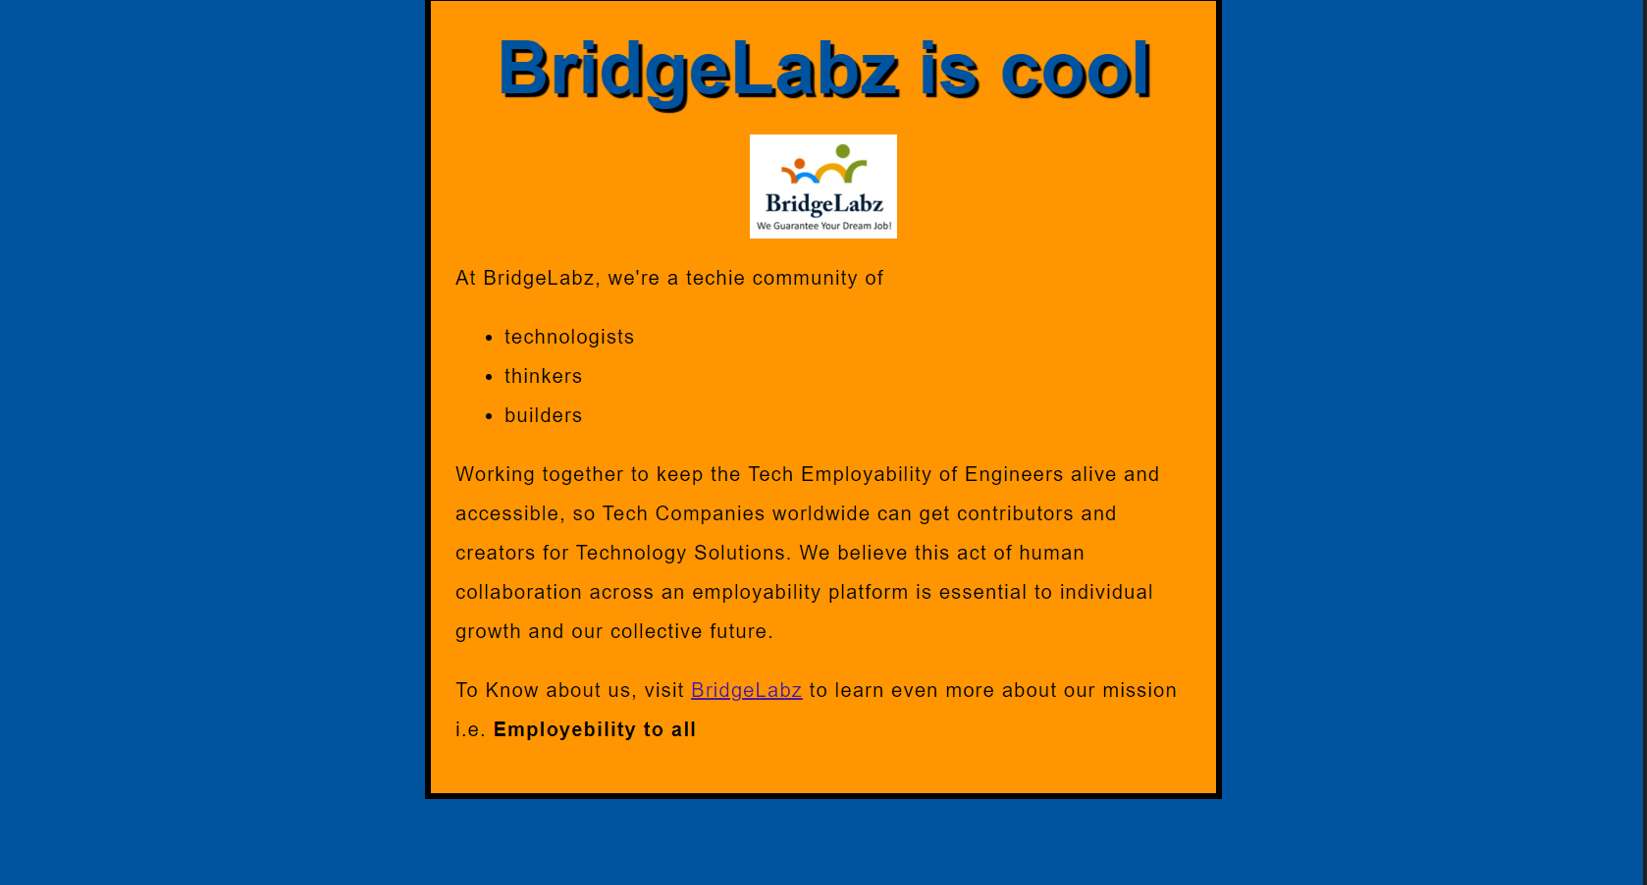 BridgeLabz is cool
BridgeLabz
We Guarantee Your Dream Job!
At BridgeLabz, we're a techie community of
• technologists
• thinkers
• builders
Working together to keep the Tech Employability of Engineers alive and
accessible, so Tech Companies worldwide can get contributors and
creators for Technology Solutions. We believe this act of human
collaboration across an employability platform is essential to individual
growth and our collective future.
To Know about us, visit BridgeLabz to learn even more about our mission
i.e. Employebility to all